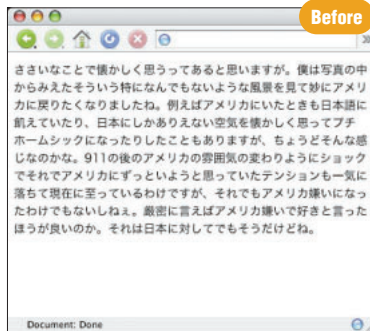 Before
ささいなことで懐かしく思うってあると思いますが。僕は写真の中
からみえたそういう特になんでもないような風景を見て妙にアメリ
カに戻りたくなりましたね。例えばアメリカにいたときも日本語に
飢えていたり、日本にしかありえない空気を懐かしく思ってプチ
ホームシックになったりしたこともありますが、ちょうどそんな感
じなのかな。911の後のアメリカの雰囲気の変わりようにショック
でそれでアメリカにずっといようと思っていたテンションも一気に
落ちて現在に至っているわけですが、それでもアメリカ嫌いになっ
たわけでもないしねぇ。厳密に言えばアメリカ嫌いで好きと言った
ほうが良いのか。それは日本に対してでもそうだけどね。
Document: Done